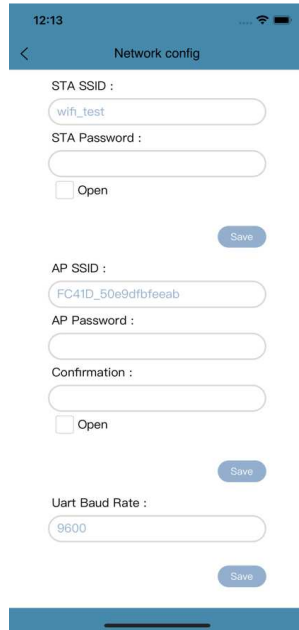 12:13
Network config
STA SSID :
wifi_test
STA Password :
Open
Save
AP SSID :
FC41D_50e9dfbfeeab
AP Password :
Confirmation :
Open
Save
Uart Baud Rate :
9600
Save